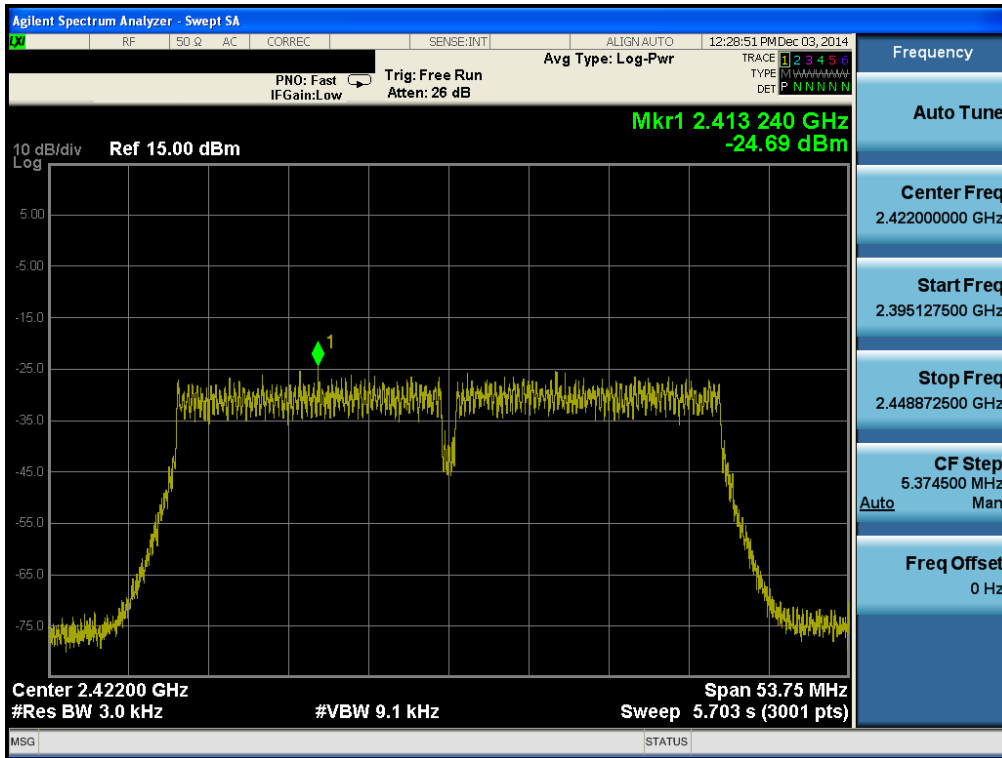 Agilent Spectrum Analyzer - Swept SA
LXI RF 50 Ω AC CORREC SENSE:INT ALIGN AUTO 12:28:51 PM Dec 03, 2014
PNO: Fast
IFGain:Low
Trig: Free Run
Atten: 26 dB
Avg Type: Log-Pwr
TRACE 1 2 3 4 5 6
TYPE M WWWWW
DET P N N N N N
Mkr1 2.413 240 GHz
-24.69 dBm
10 dB/div Ref 15.00 dBm
Log
5.00
-5.00
-15.0
-25.0
-35.0
-45.0
-55.0
-65.0
-75.0
1
Center 2.42200 GHz Span 53.75 MHz
#Res BW 3.0 kHz #VBW 9.1 kHz Sweep 5.703 s (3001 pts)
MSG STATUS
Frequency
Auto Tune
Center Freq
2.422000000 GHz
Start Freq
2.395127500 GHz
Stop Freq
2.448872500 GHz
CF Step
5.374500 MHz
Auto Man
Freq Offset
0 Hz